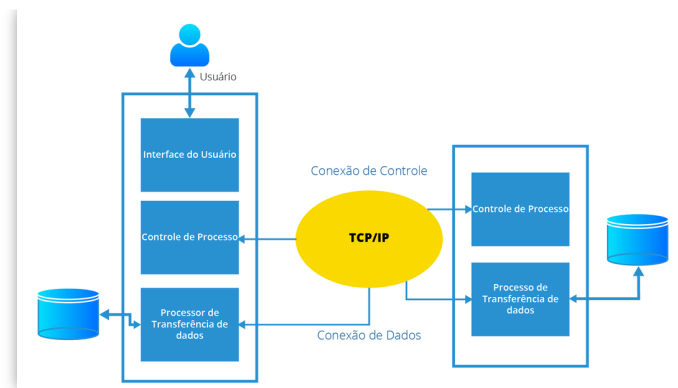 Usuário
Interface do Usuário
Conexão de Controle
Controle de Processo
Controle de Processo
TCP/IP
Processor de
Transferência de
dados
Processo de
Transferência de
dados
Conexão de Dados